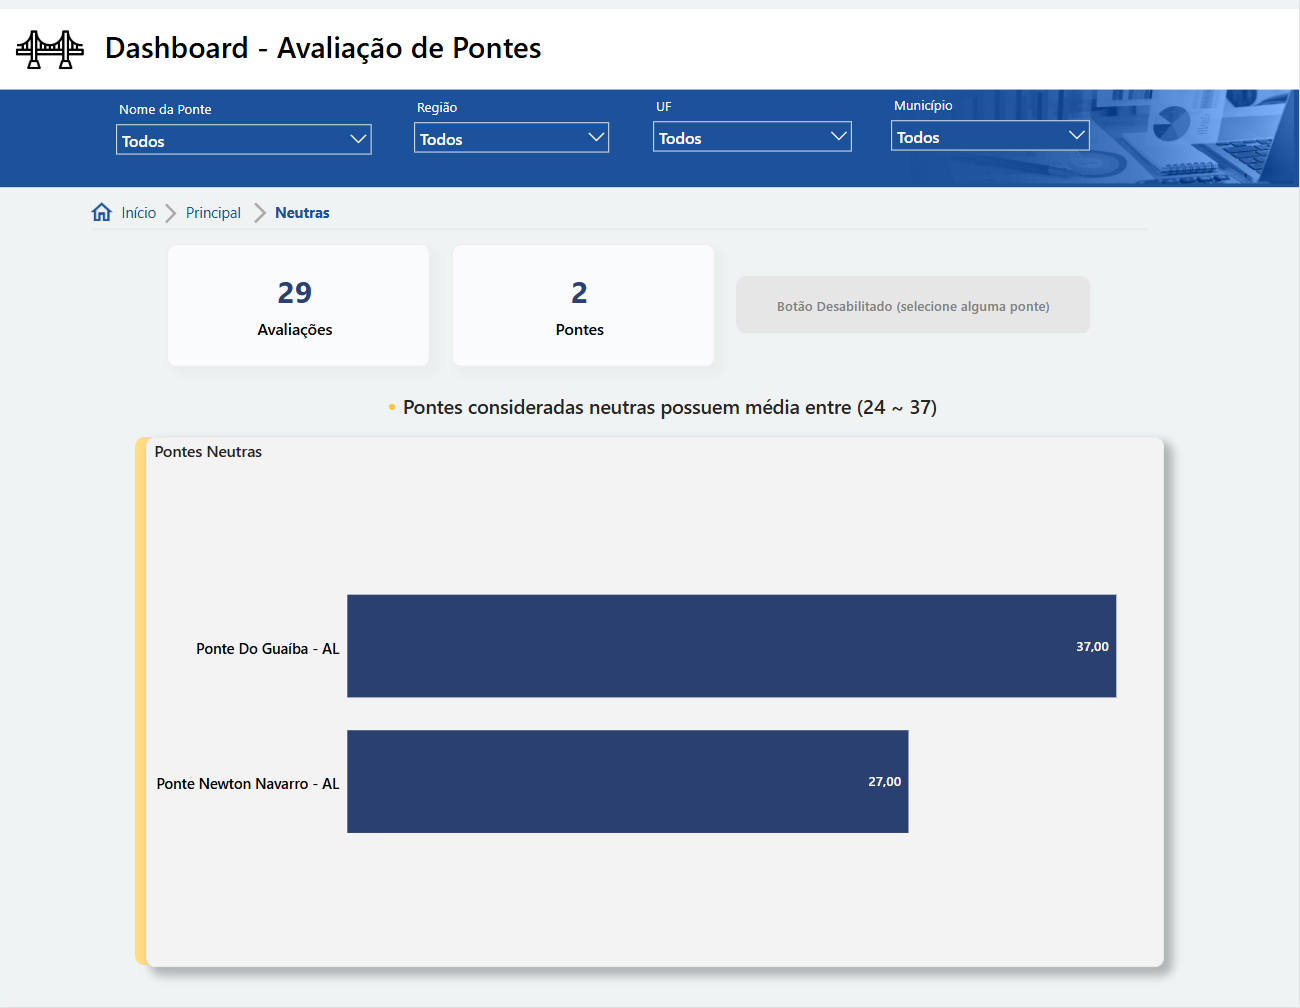 Dashboard - Avaliação de Pontes
Nome da Ponte
Região
UF
Município
Todos
Todos
Todos
Todos
Início
Principal
Neutras
29
Avaliações
2
Pontes
Botão Desabilitado (selecione alguma ponte)
• Pontes consideradas neutras possuem média entre (24 ~ 37)
Pontes Neutras
Ponte Do Guaíba - AL
37,00
Ponte Newton Navarro - AL
27,00